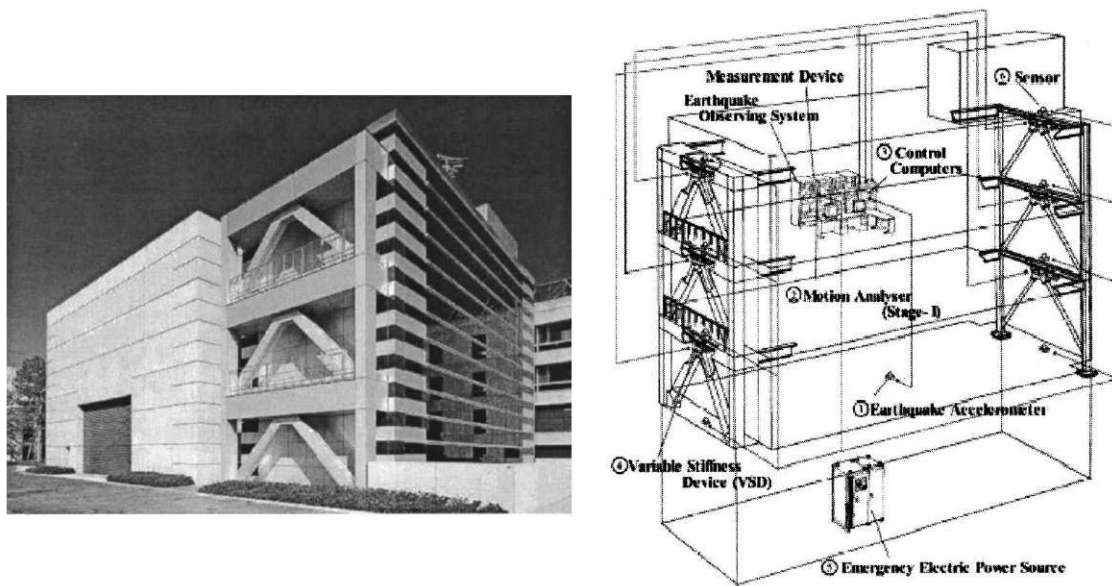 ⑥ Sensor
Measurement Device
Earthquake
Observing System
③ Control
Computers
② Motion Analyser
(Stage- I)
① Earthquake Accelerometer
④ Variable Stiffness
Device (VSD)
⑤ Emergency Electric Power Source